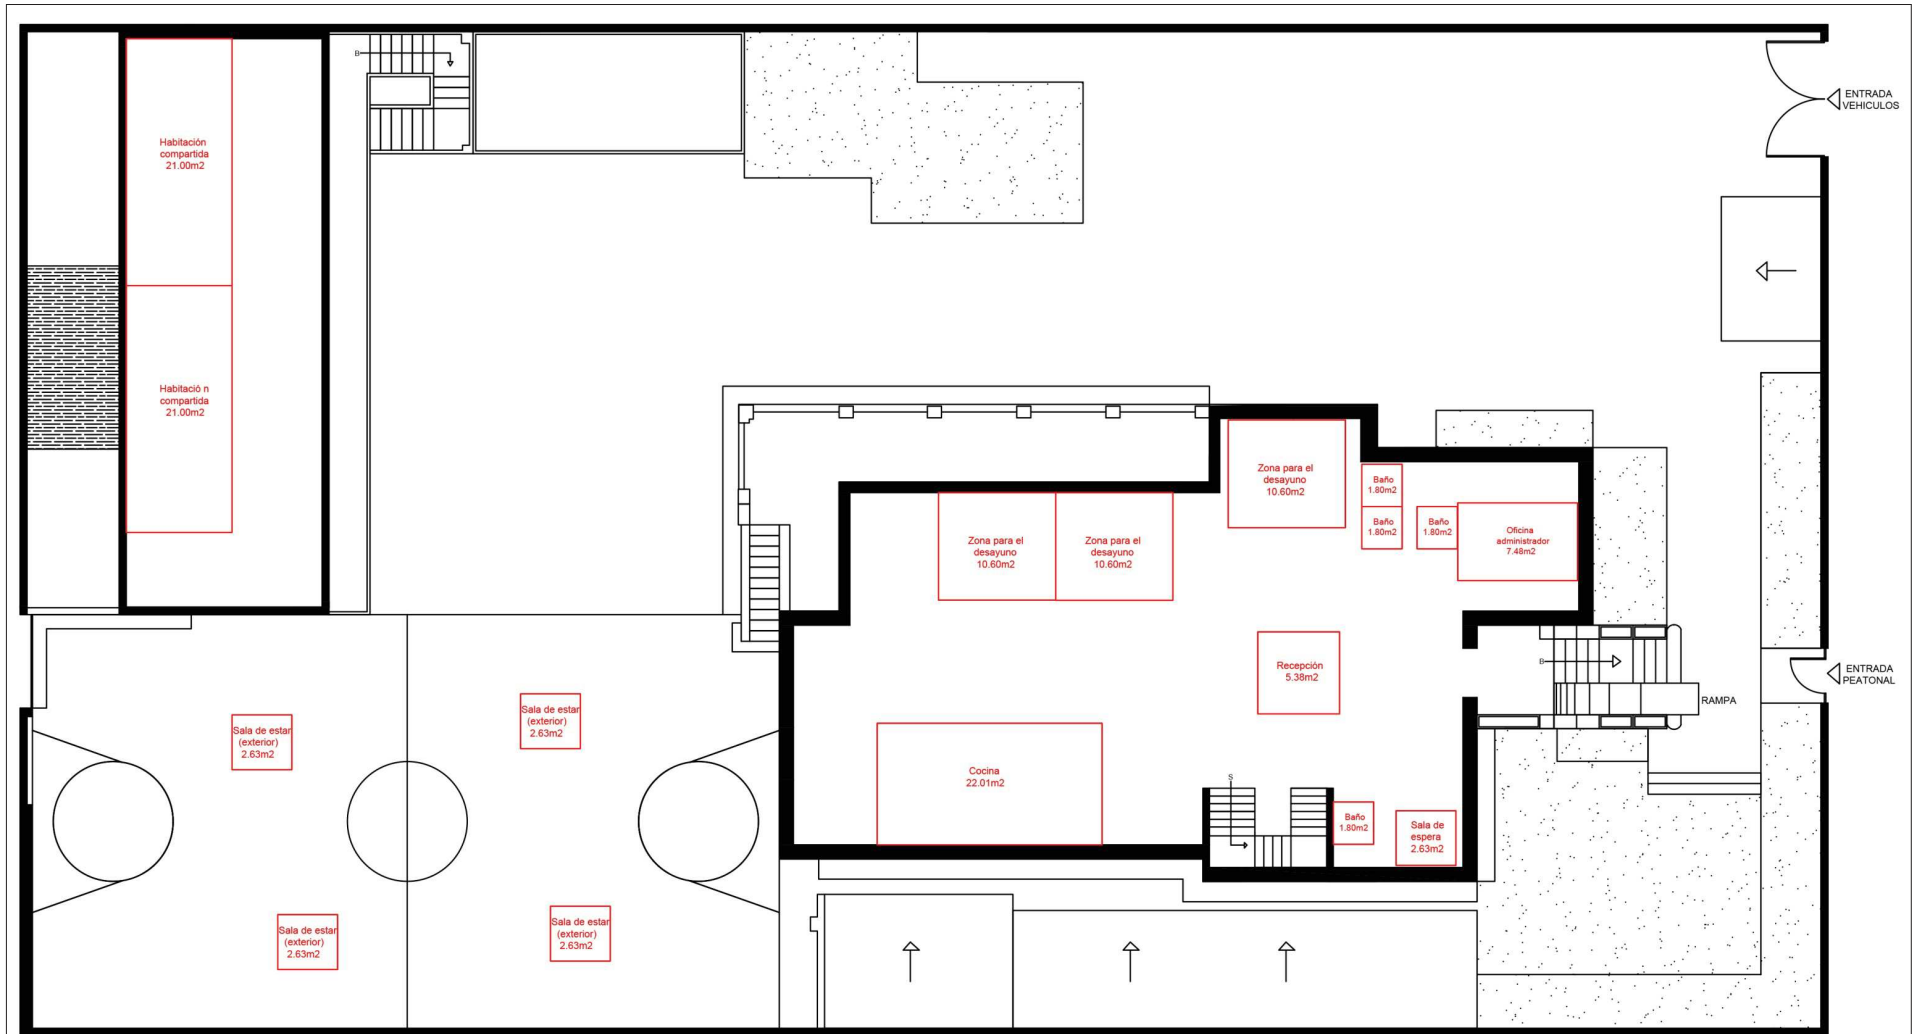 B
ENTRADA
VEHICULOS
Habitación
compartida
21.00m2
Habitació n
compartida
21.00m2
Zona para el
desayuno
10.60m2
Baño
1.80m2
Baño
1.80m2
Baño
1.80m2
Oficina
administrador
7.48m2
Zona para el
desayuno
10.60m2
Zona para el
desayuno
10.60m2
Recepción
5.38m2
B
ENTRADA
PEATONAL
RAMPA
Sala de estar
(exterior)
2.63m2
Sala de estar
(exterior)
2.63m2
Cocina
22.01m2
S
Baño
1.80m2
Sala de
espera
2.63m2
Sala de estar
(exterior)
2.63m2
Sala de estar
(exterior)
2.63m2